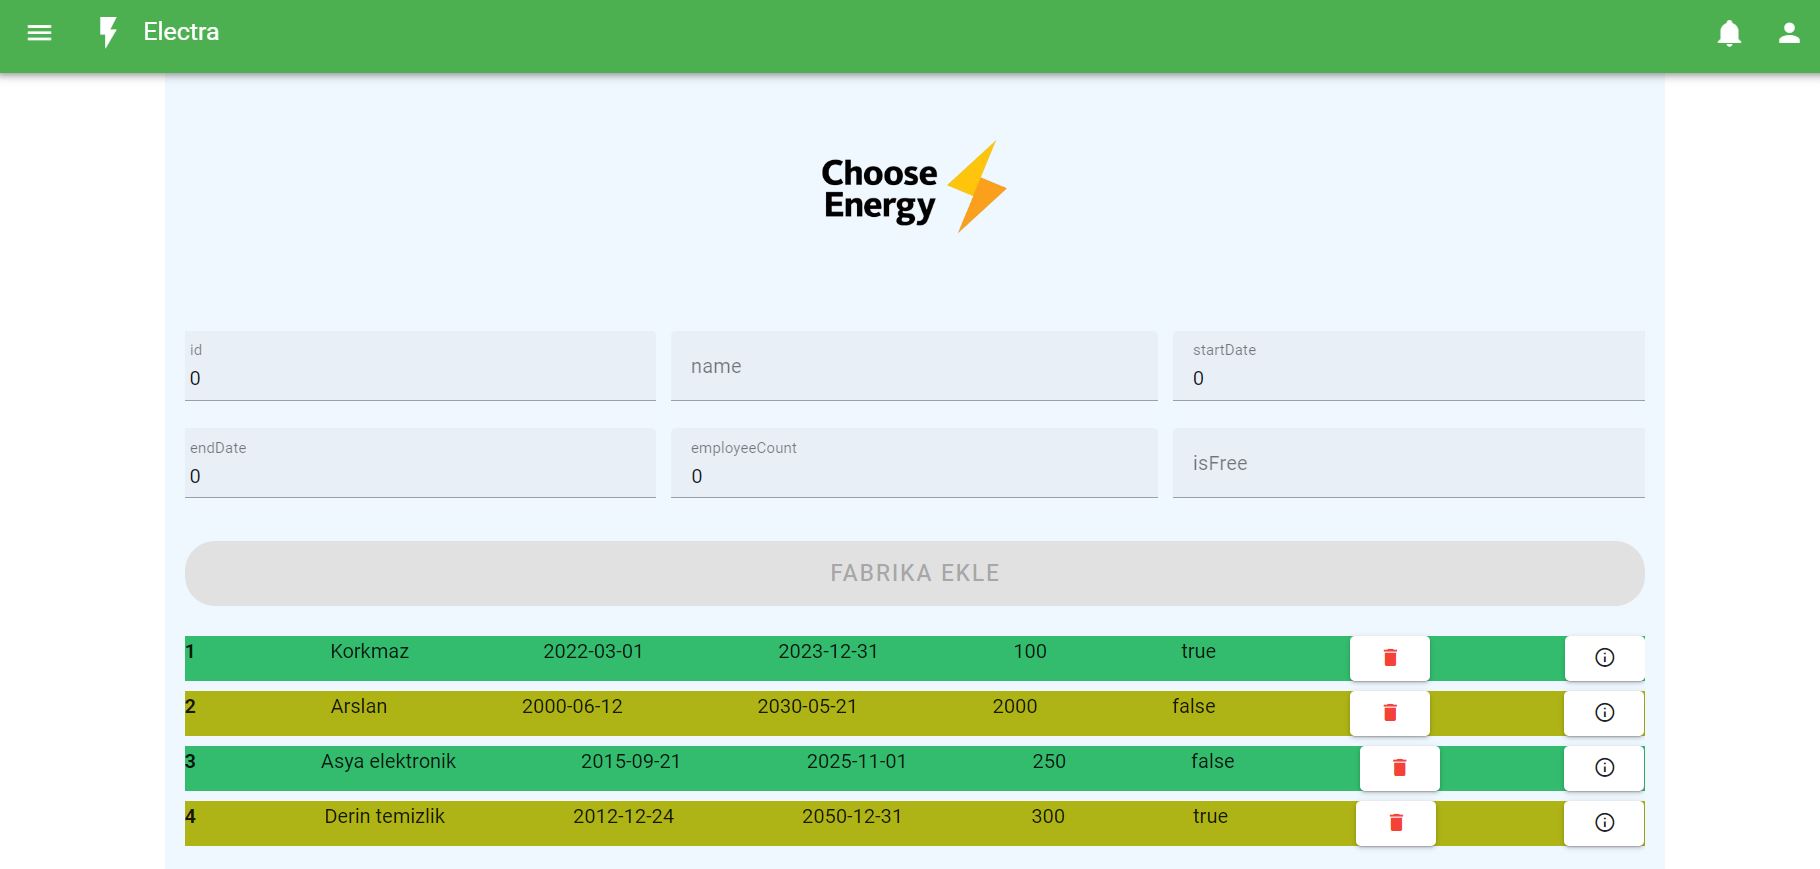 Electra
Choose
Energy
id
0
name
startDate
0
endDate
0
employeeCount
0
isFree
FABRIKA EKLE
1 Korkmaz 2022-03-01 2023-12-31 100 true
2 Arslan 2000-06-12 2030-05-21 2000 false
3 Asya elektronik 2015-09-21 2025-11-01 250 false
4 Derin temizlik 2012-12-24 2050-12-31 300 true